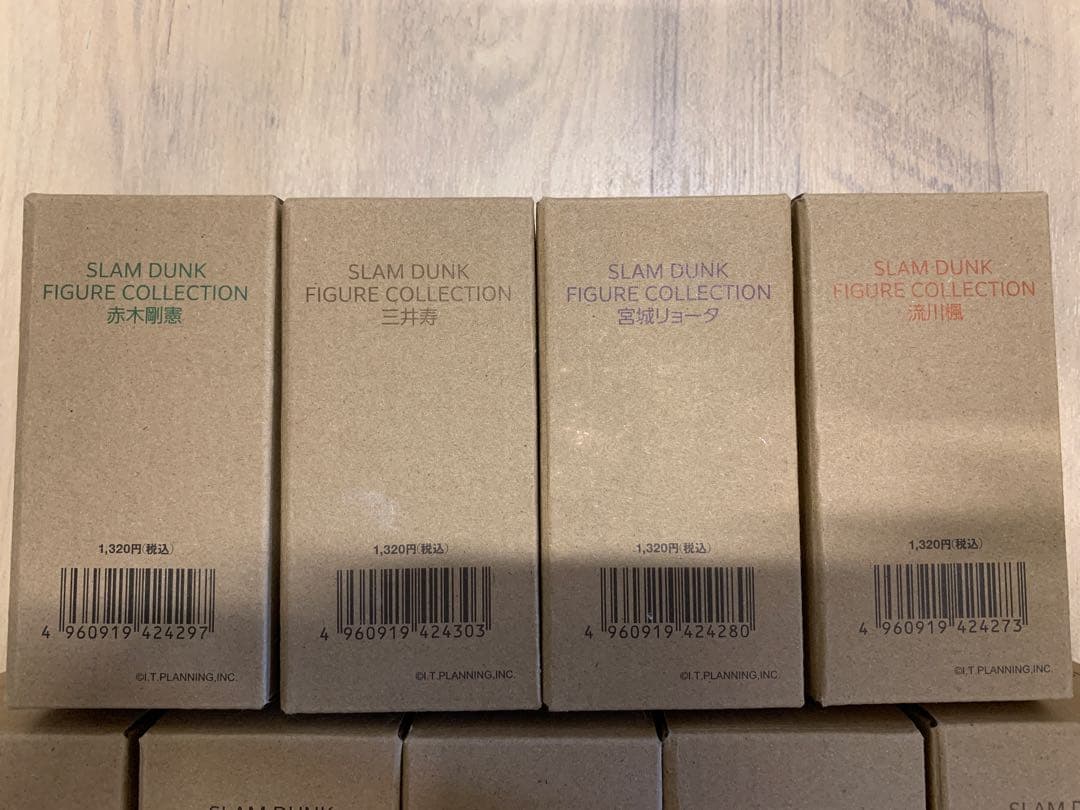 SLAM DUNK
FIGURE COLLECTION
赤木剛憲
1,320円(税込)
4 960919 424297
©I.T.PLANNING,INC.
SLAM DUNK
FIGURE COLLECTION
三井寿
1,320円(税込)
4 960919 424303
©I.T.PLANNING,INC.
SLAM DUNK
FIGURE COLLECTION
宮城リョータ
1,320円(税込)
4 960919 424280
©I.T.PLANNING,INC.
SLAM DUNK
FIGURE COLLECTION
流川楓
1,320円(税込)
4 960919 424273
©I.T.PLANNING,INC.
SLAM DUNK
SLAM D